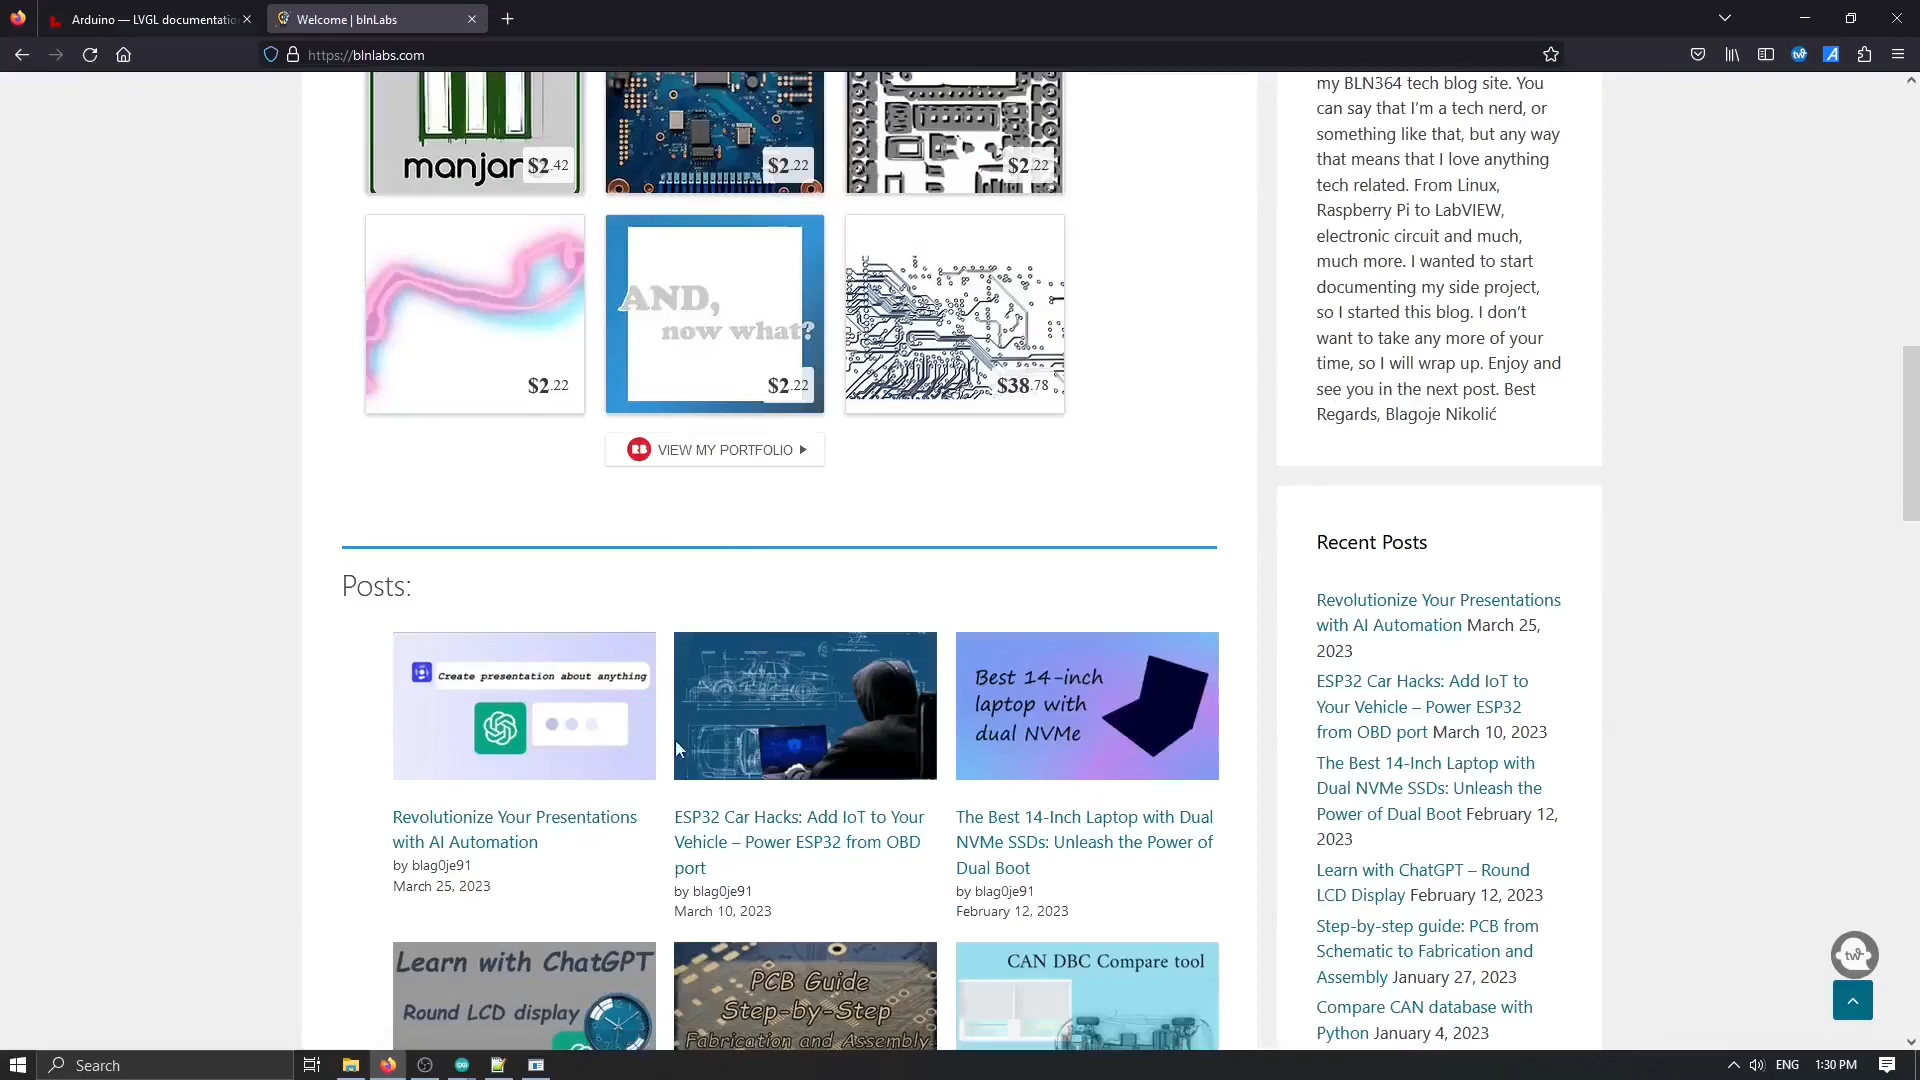 Arduino — LVGL documentatio
Welcome | blnLabs
https://blnlabs.com
manjar
$2.42
$2.22
$2.22
$2.22
AND,
now what?
$2.22
$38.78
RB VIEW MY PORTFOLIO
Posts:
Create presentation about anything
Best 14-inch
laptop with
dual NVMe
Revolutionize Your Presentations
with AI Automation
by blag0je91
March 25, 2023
ESP32 Car Hacks: Add IoT to Your
Vehicle – Power ESP32 from OBD
port
by blag0je91
March 10, 2023
The Best 14-Inch Laptop with Dual
NVMe SSDs: Unleash the Power of
Dual Boot
by blag0je91
February 12, 2023
Learn with ChatGPT
Round LCD display
PCB Guide
Step-by-Step
Fabrication and Assembly
CAN DBC Compare tool
my BLN364 tech blog site. You
can say that I’m a tech nerd, or
something like that, but any way
that means that I love anything
tech related. From Linux,
Raspberry Pi to LabVIEW,
electronic circuit and much,
much more. I wanted to start
documenting my side project,
so I started this blog. I don’t
want to take any more of your
time, so I will wrap up. Enjoy and
see you in the next post. Best
Regards, Blagoje Nikolić
Recent Posts
Revolutionize Your Presentations
with AI Automation March 25,
2023
ESP32 Car Hacks: Add IoT to
Your Vehicle – Power ESP32
from OBD port March 10, 2023
The Best 14-Inch Laptop with
Dual NVMe SSDs: Unleash the
Power of Dual Boot February 12,
2023
Learn with ChatGPT – Round
LCD Display February 12, 2023
Step-by-step guide: PCB from
Schematic to Fabrication and
Assembly January 27, 2023
Compare CAN database with
Python January 4, 2023
tw
Search
ENG
1:30 PM